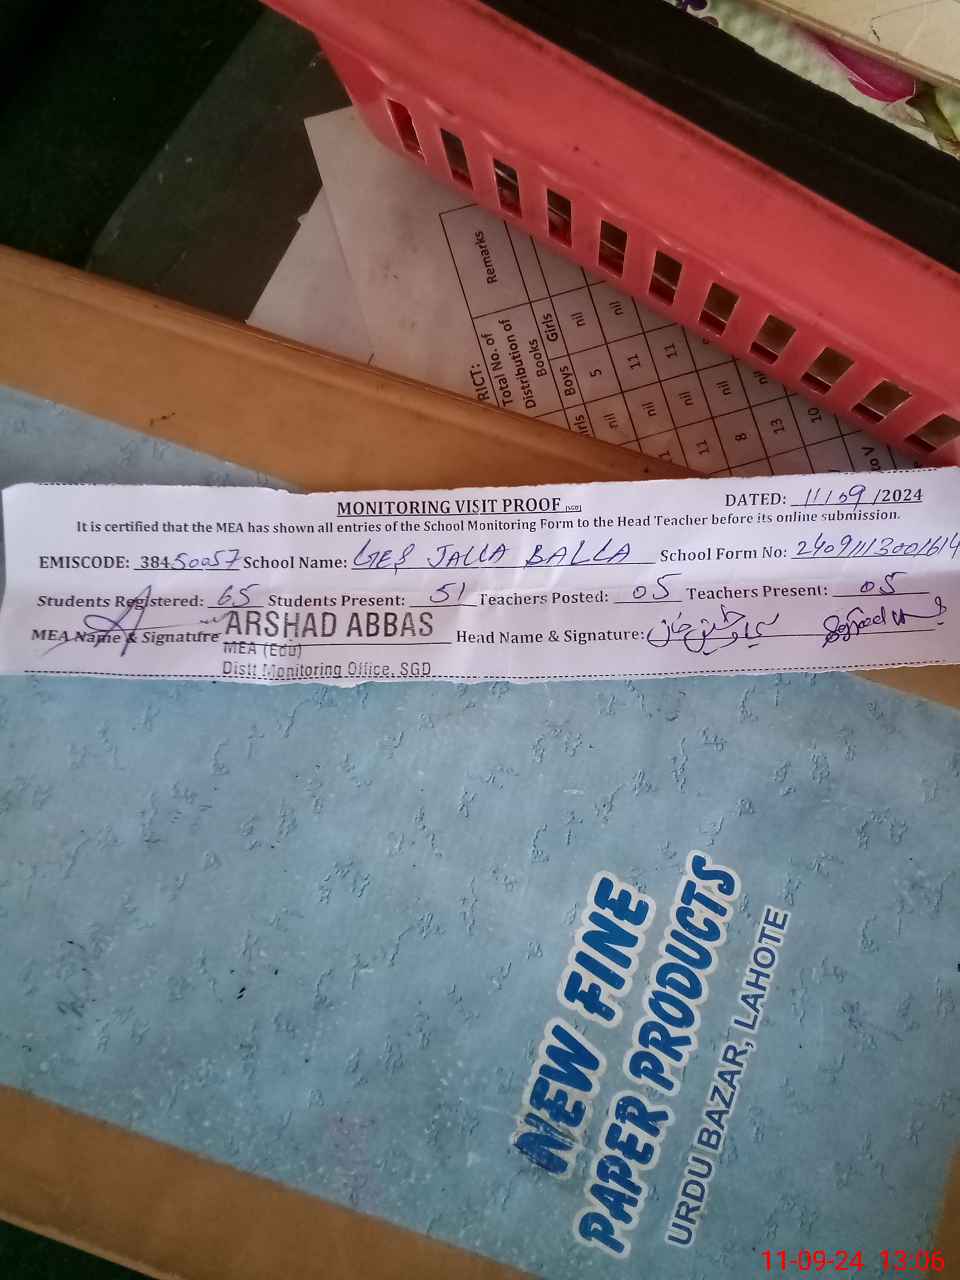 Remarks
RICT:
Total No. of
Distribution of
Books
Girls
Boys
nil
nil
5
11
11
nil
nil
nil
nil
11
8
13
10
MONITORING VISIT PROOF (SGD)
DATED: 11/09/2024
It is certified that the MEA has shown all entries of the School Monitoring Form to the Head Teacher before its online submission.
EMISCODE: 38450057 School Name: GES JALLA BALLA School Form No:
Students Registered: 65 Students Present: 51 Teachers Posted: 05 Teachers Present: 05
MEA Name & Signature ARSHAD ABBAS Head Name & Signature:
MEA (Edu)
Distt Monitoring Office, SGD
NEW FINE
PAPER PRODUCTS
URDU BAZAR, LAHOTE
11-09-24 13:06